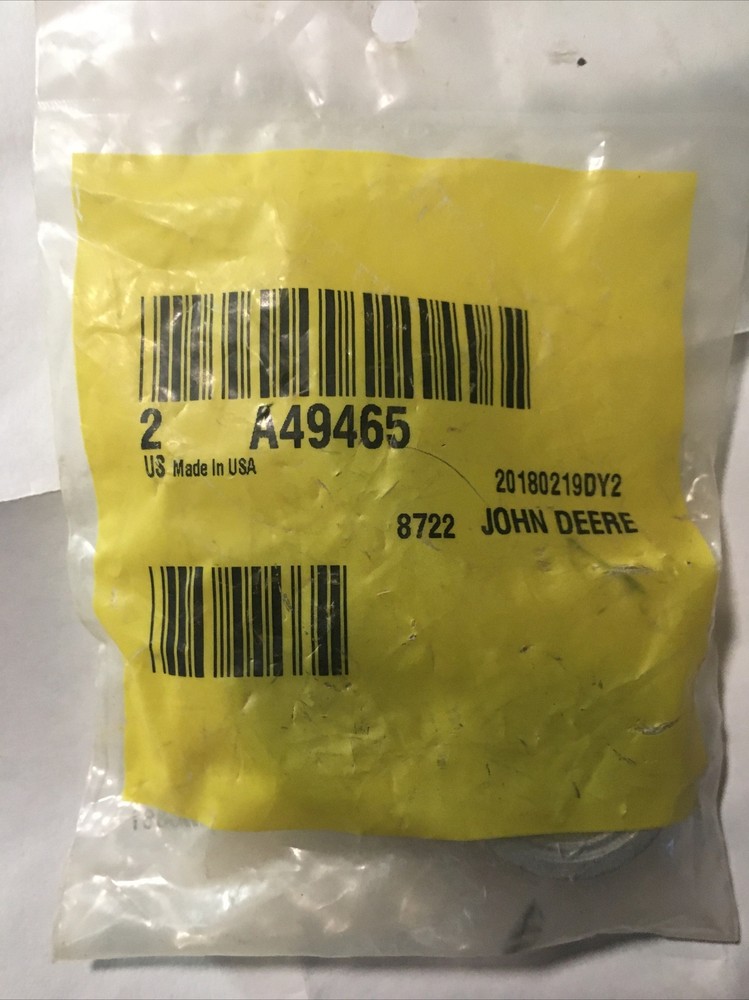 2 A49465
US Made In USA
20180219DY2
8722 JOHN DEERE